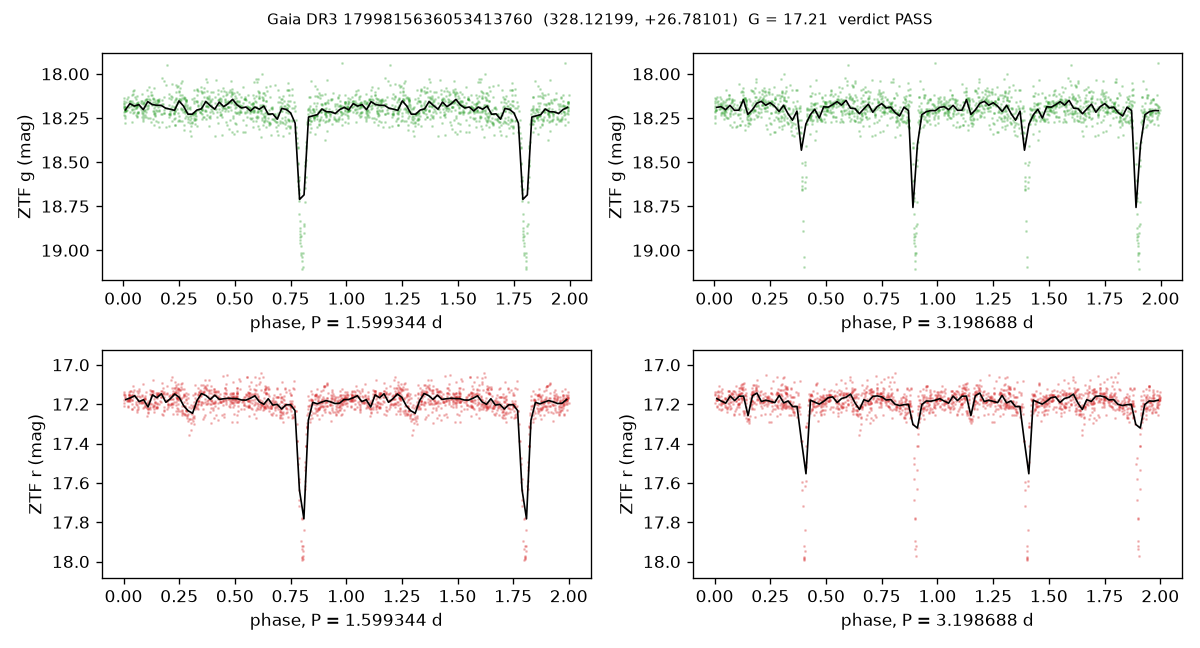 Gaia DR3 1799815636053413760 (328.12199, +26.78101) G = 17.21 verdict PASS
ZTF g (mag)
18.00
18.25
18.50
18.75
19.00
0.00 0.25 0.50 0.75 1.00 1.25 1.50 1.75 2.00
phase, P = 1.599344 d
ZTF g (mag)
18.00
18.25
18.50
18.75
19.00
0.00 0.25 0.50 0.75 1.00 1.25 1.50 1.75 2.00
phase, P = 3.198688 d
ZTF r (mag)
17.0
17.2
17.4
17.6
17.8
18.0
0.00 0.25 0.50 0.75 1.00 1.25 1.50 1.75 2.00
phase, P = 1.599344 d
ZTF r (mag)
17.0
17.2
17.4
17.6
17.8
18.0
0.00 0.25 0.50 0.75 1.00 1.25 1.50 1.75 2.00
phase, P = 3.198688 d